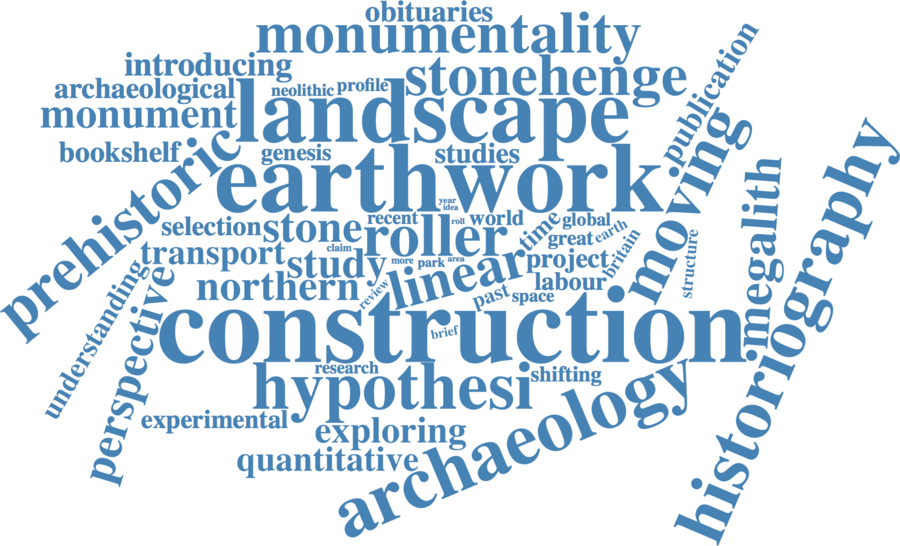 obituaries
monumentality
introducing
stonehenge
archaeological
neolithic
profile
publication
monument
landscape
moving
bookshelf
genesis
studies
prehistoric
earthwork
historiography
megalith
year
idea
selection
stone
recent
roll
world
time
global
earth
roller
great
britain
transport
claim
study
more
park
area
linear
project
structure
understanding
perspective
northern
review
past
space
labour
construction
brief
research
hypothesi
shifting
archaeology
experimental
exploring
quantitative